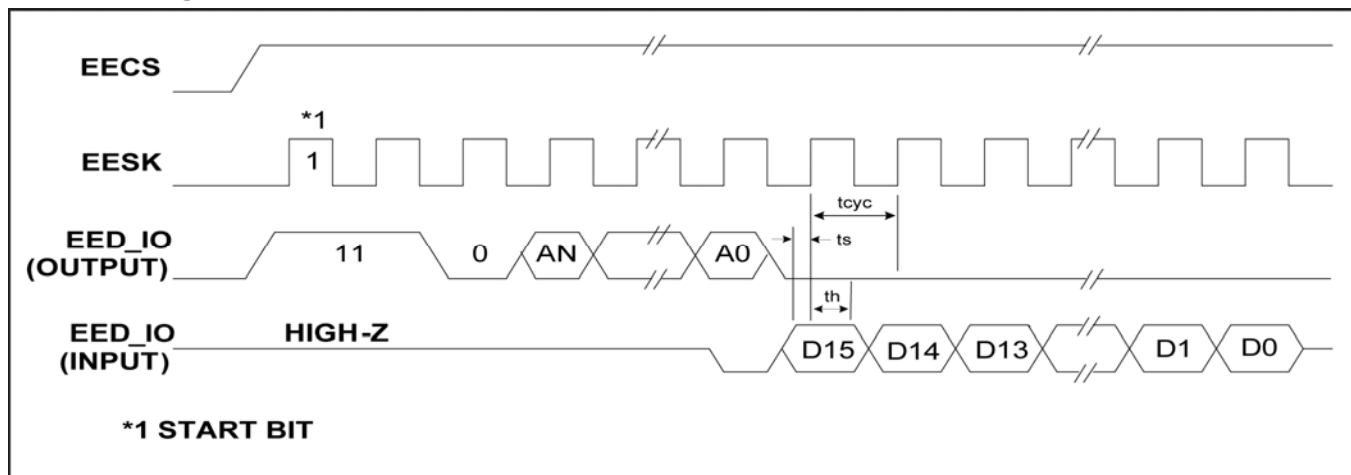 EECS
*1
EESK
1
tcyc
EED_IO
(OUTPUT)
11
0
AN
A0
ts
th
EED_IO
(INPUT)
HIGH-Z
D15
D14
D13
D1
D0
*1 START BIT